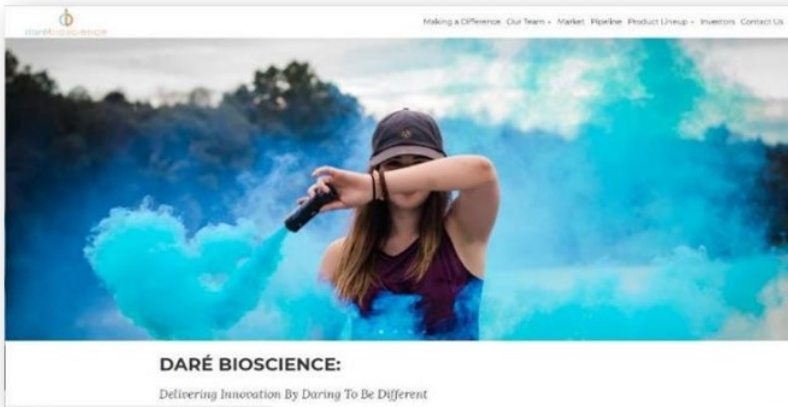 darébioscience
Making a Difference Our Team Market Pipeline Product Lineup Investors Contact Us
DARÉ BIOSCIENCE:
Delivering Innovation By Daring To Be Different